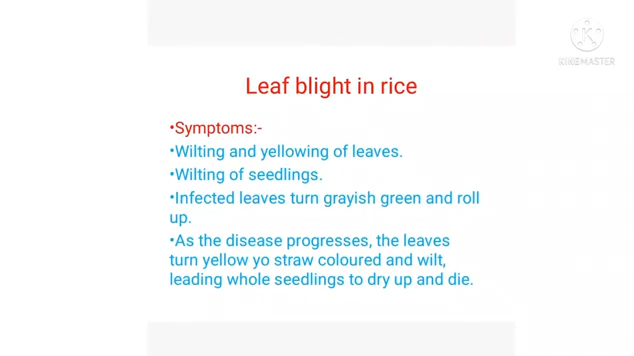 KINEMASTER
Leaf blight in rice
•Symptoms:-
•Wilting and yellowing of leaves.
•Wilting of seedlings.
•Infected leaves turn grayish green and roll
up.
•As the disease progresses, the leaves
turn yellow yo straw coloured and wilt,
leading whole seedlings to dry up and die.